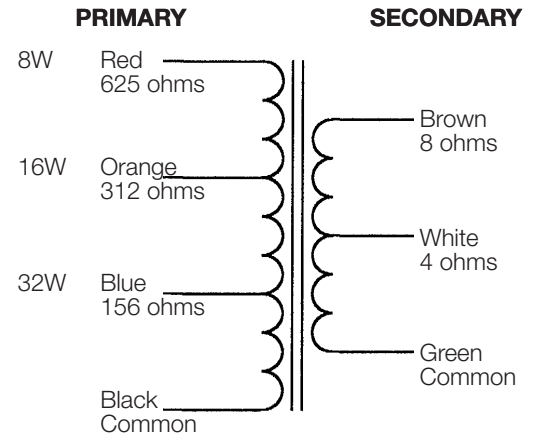 PRIMARY SECONDARY
8W Red
625 ohms
Brown
8 ohms
16W Orange
312 ohms
White
4 ohms
32W Blue
156 ohms
Green
Common
Black
Common